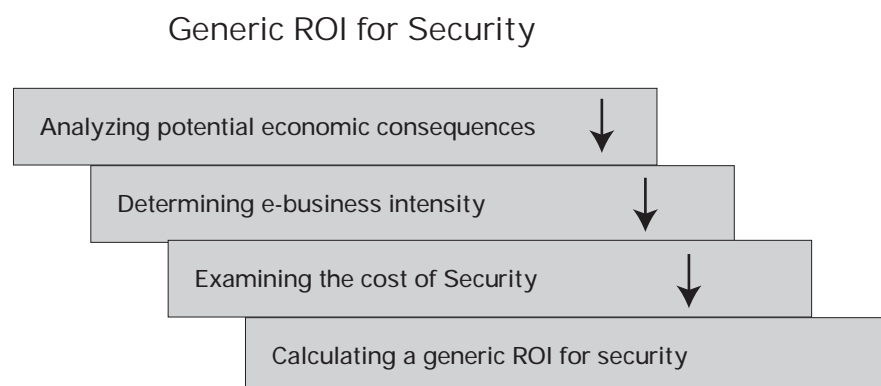 Generic ROI for Security
Analyzing potential economic consequences
Determining e-business intensity
Examining the cost of Security
Calculating a generic ROI for security